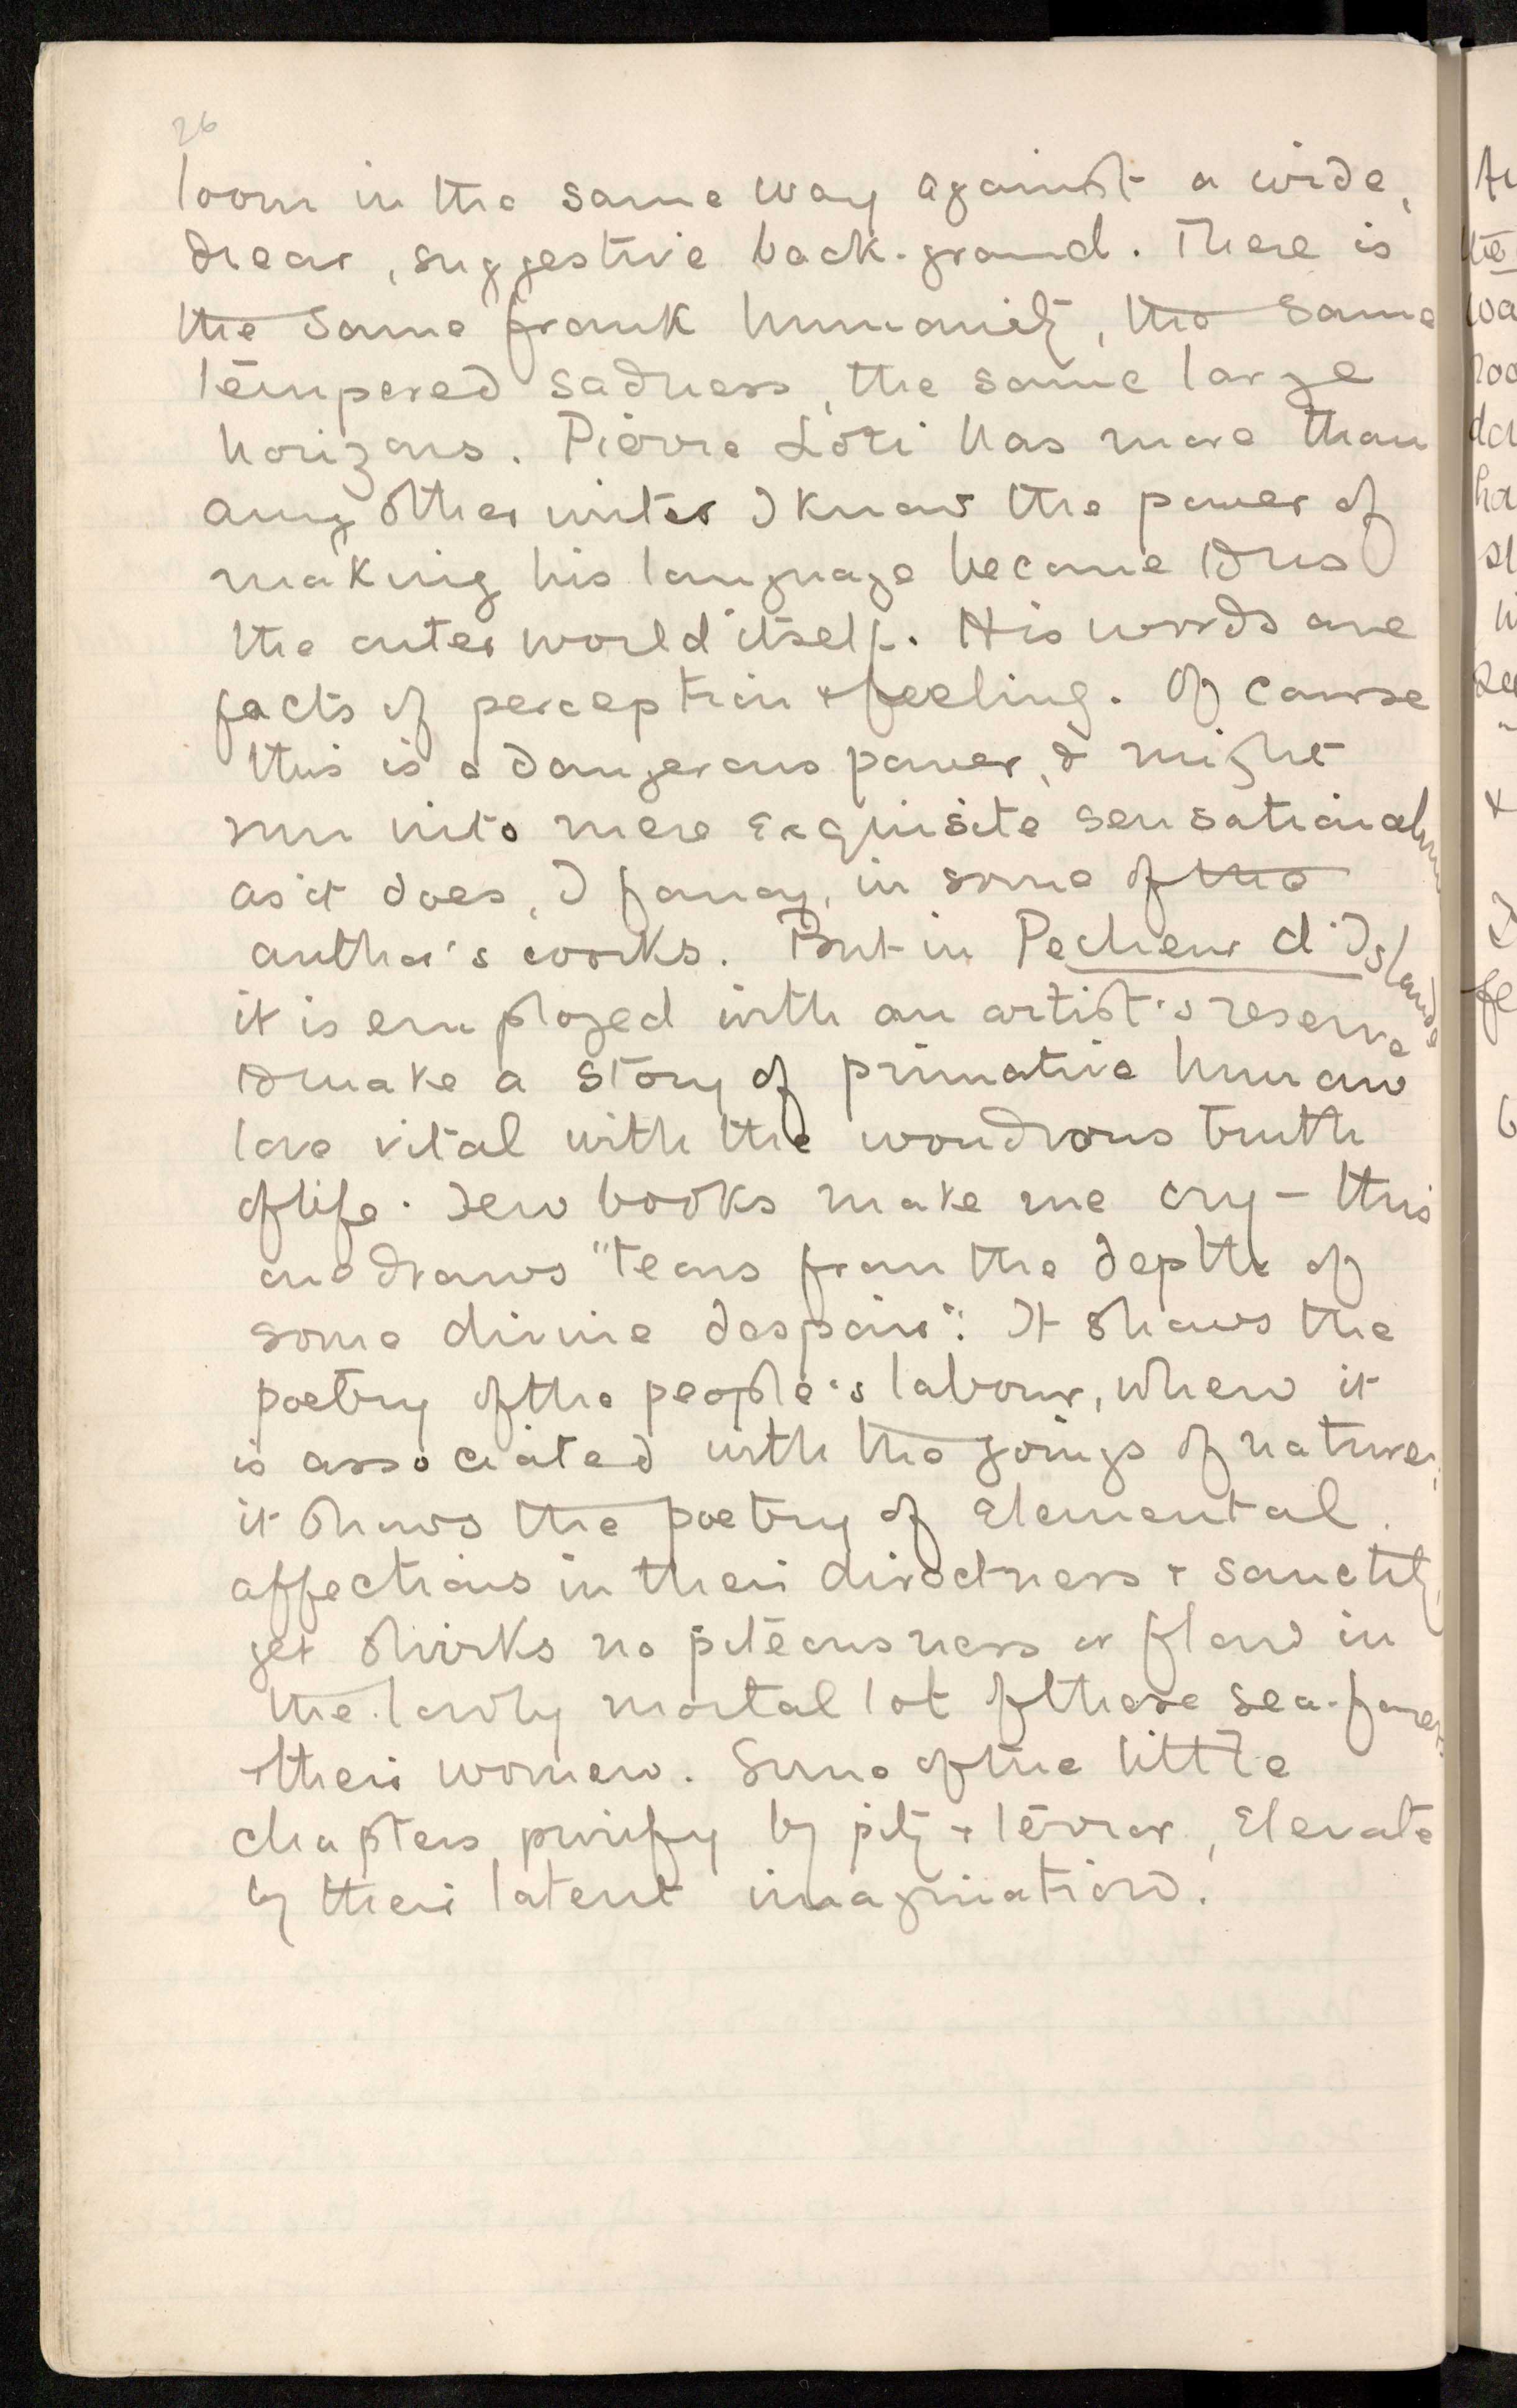 26
loom in the same way against a wide,
drear, suggestive back-ground. There is
the same frank humanity, the same
tempered sadness, the same large
horizons. Pierre Loti has more than
any other writer I know the power of
making his language become to us
the outer world itself. His words are
facts of perception & feeling. Of course
this is a dangerous power, & might
run into mere exquisite sensationalism
as it does, I fancy, in some of the
author's works. But in Pecheur d'Islande
it is employed with an artist's reserve
to make a story of primative human
love vital with the wondrous truth
of life. Few books make me cry – this
one draws "tears from the depth of
some divine despair". It shows the
poetry of the people's labour, when it
is associated with the goings of nature,
it shows the poetry of elemental
affections in their directness & sanctity,
yet shirks no piteousness or flaw in
the lowly mortal lot of these sea-farers
& their women. Some of the little
chapters purify by pity & terror, elevate
by their latent imagination.